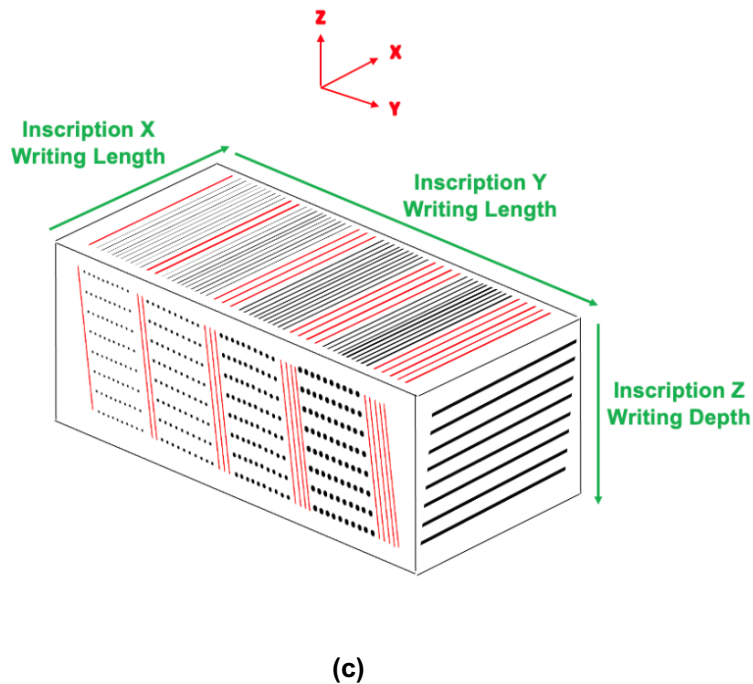 Z
X
Y
Inscription X
Writing Length
Inscription Y
Writing Length
Inscription Z
Writing Depth
(c)